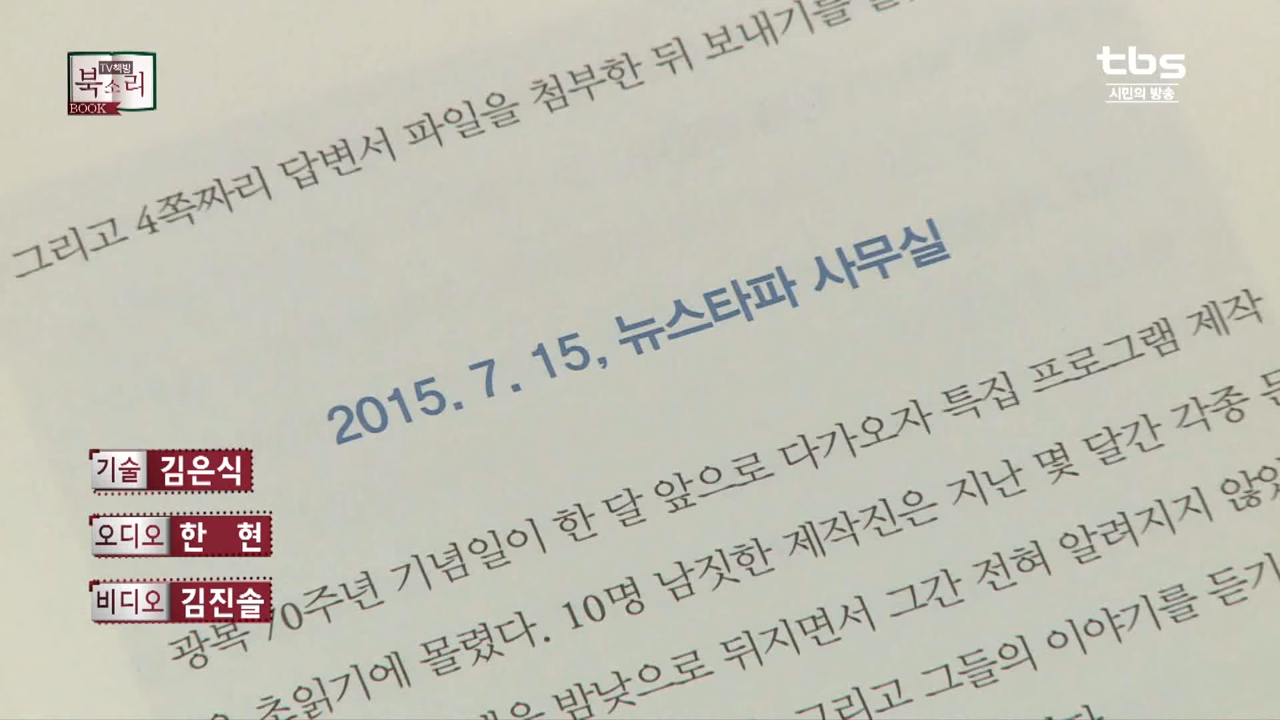 TV책방
북소리
BOOK
tbs
시민의 방송
그리고 4쪽짜리 답변서 파일을 첨부한 뒤 보내기를
2015. 7. 15, 뉴스타파 사무실
광복 70주년 기념일이 한 달 앞으로 다가오자 특집 프로그램 제작
초읽기에 몰렸다. 10명 남짓한 제작진은 지난 몇 달간 각종
밤낮으로 뒤지면서 그간 전혀 알려지지 않았
그리고 그들의 이야기를 듣기
기술 김은식
오디오 한 현
비디오 김진솔